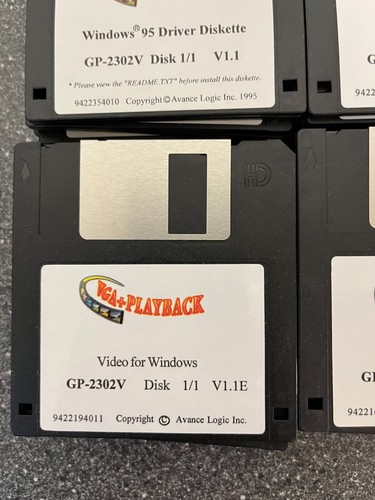 Windows® 95 Driver Diskette
GP-2302V Disk 1/1 V1.1
* Please view the "README.TXT" before install this diskette.
9422354010 Copyright © Avance Logic Inc. 1995
HD
VGA+PLAYBACK
Video for Windows
GP-2302V Disk 1/1 V1.1E
9422194011 Copyright © Avance Logic Inc.